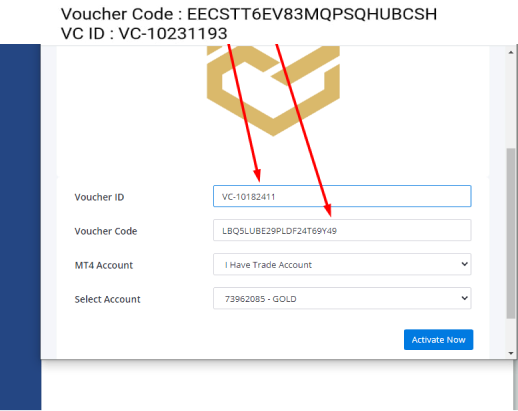 Voucher Code : EECSTT6EV83MQPSQHUBCSH
VC ID : VC-10231193
Voucher ID
VC-10182411
Voucher Code
LBQ5LUBE29PLDF24T69Y49
MT4 Account
I Have Trade Account
Select Account
73962085 - GOLD
Activate Now